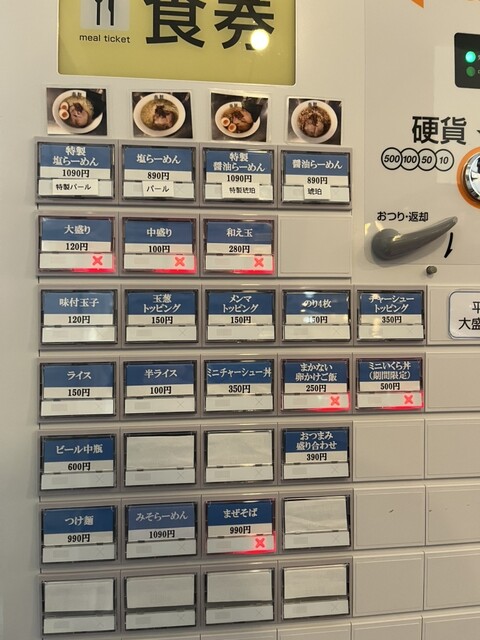 食券
meal ticket
硬貨
500 100 50 10
おつり・返却
特製
塩らーめん
1090円
特製パール
塩らーめん
890円
パール
特製
醤油らーめん
1090円
特製琥珀
醤油らーめん
890円
琥珀
大盛り
120円
中盛り
100円
和え玉
280円
味付玉子
120円
玉葱
トッピング
150円
メンマ
トッピング
150円
のり4枚
チャーシュー
トッピング
350円
大盛
ライス
150円
半ライス
100円
ミニチャーシュー丼
350円
まかない
卵かけご飯
250円
ミニいくら丼
(期間限定)
500円
ビール中瓶
600円
おつまみ
盛り合わせ
390円
つけ麺
990円
みそらーめん
1090円
まぜそば
990円